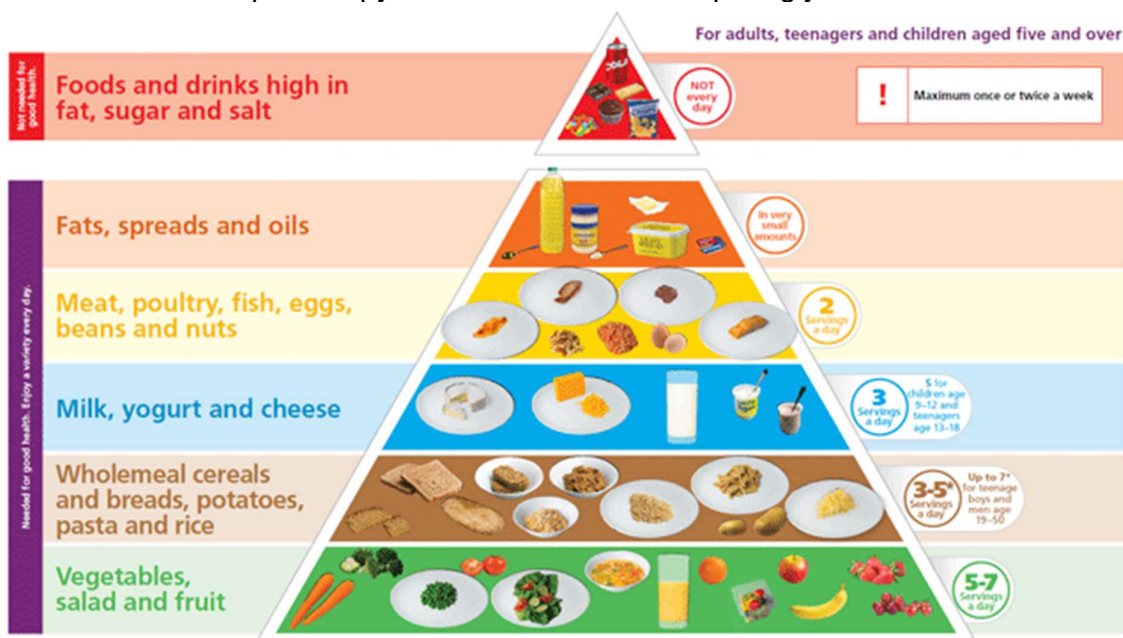 For adults, teenagers and children aged five and over
Not needed for
good health.
Foods and drinks high in
fat, sugar and salt
NOT
every
day
!
Maximum once or twice a week
Needed for good health. Enjoy a variety every day.
Fats, spreads and oils
In very
small
amounts
Meat, poultry, fish, eggs,
beans and nuts
2
Servings
a day
Milk, yogurt and cheese
3
Servings
a day
5 for
children age
9–12 and
teenagers
age 13–18
Wholemeal cereals
and breads, potatoes,
pasta and rice
3-5*
Servings
a day
Up to 7*
for teenage
boys and
men age
19–50
Vegetables,
salad and fruit
5-7
Servings
a day